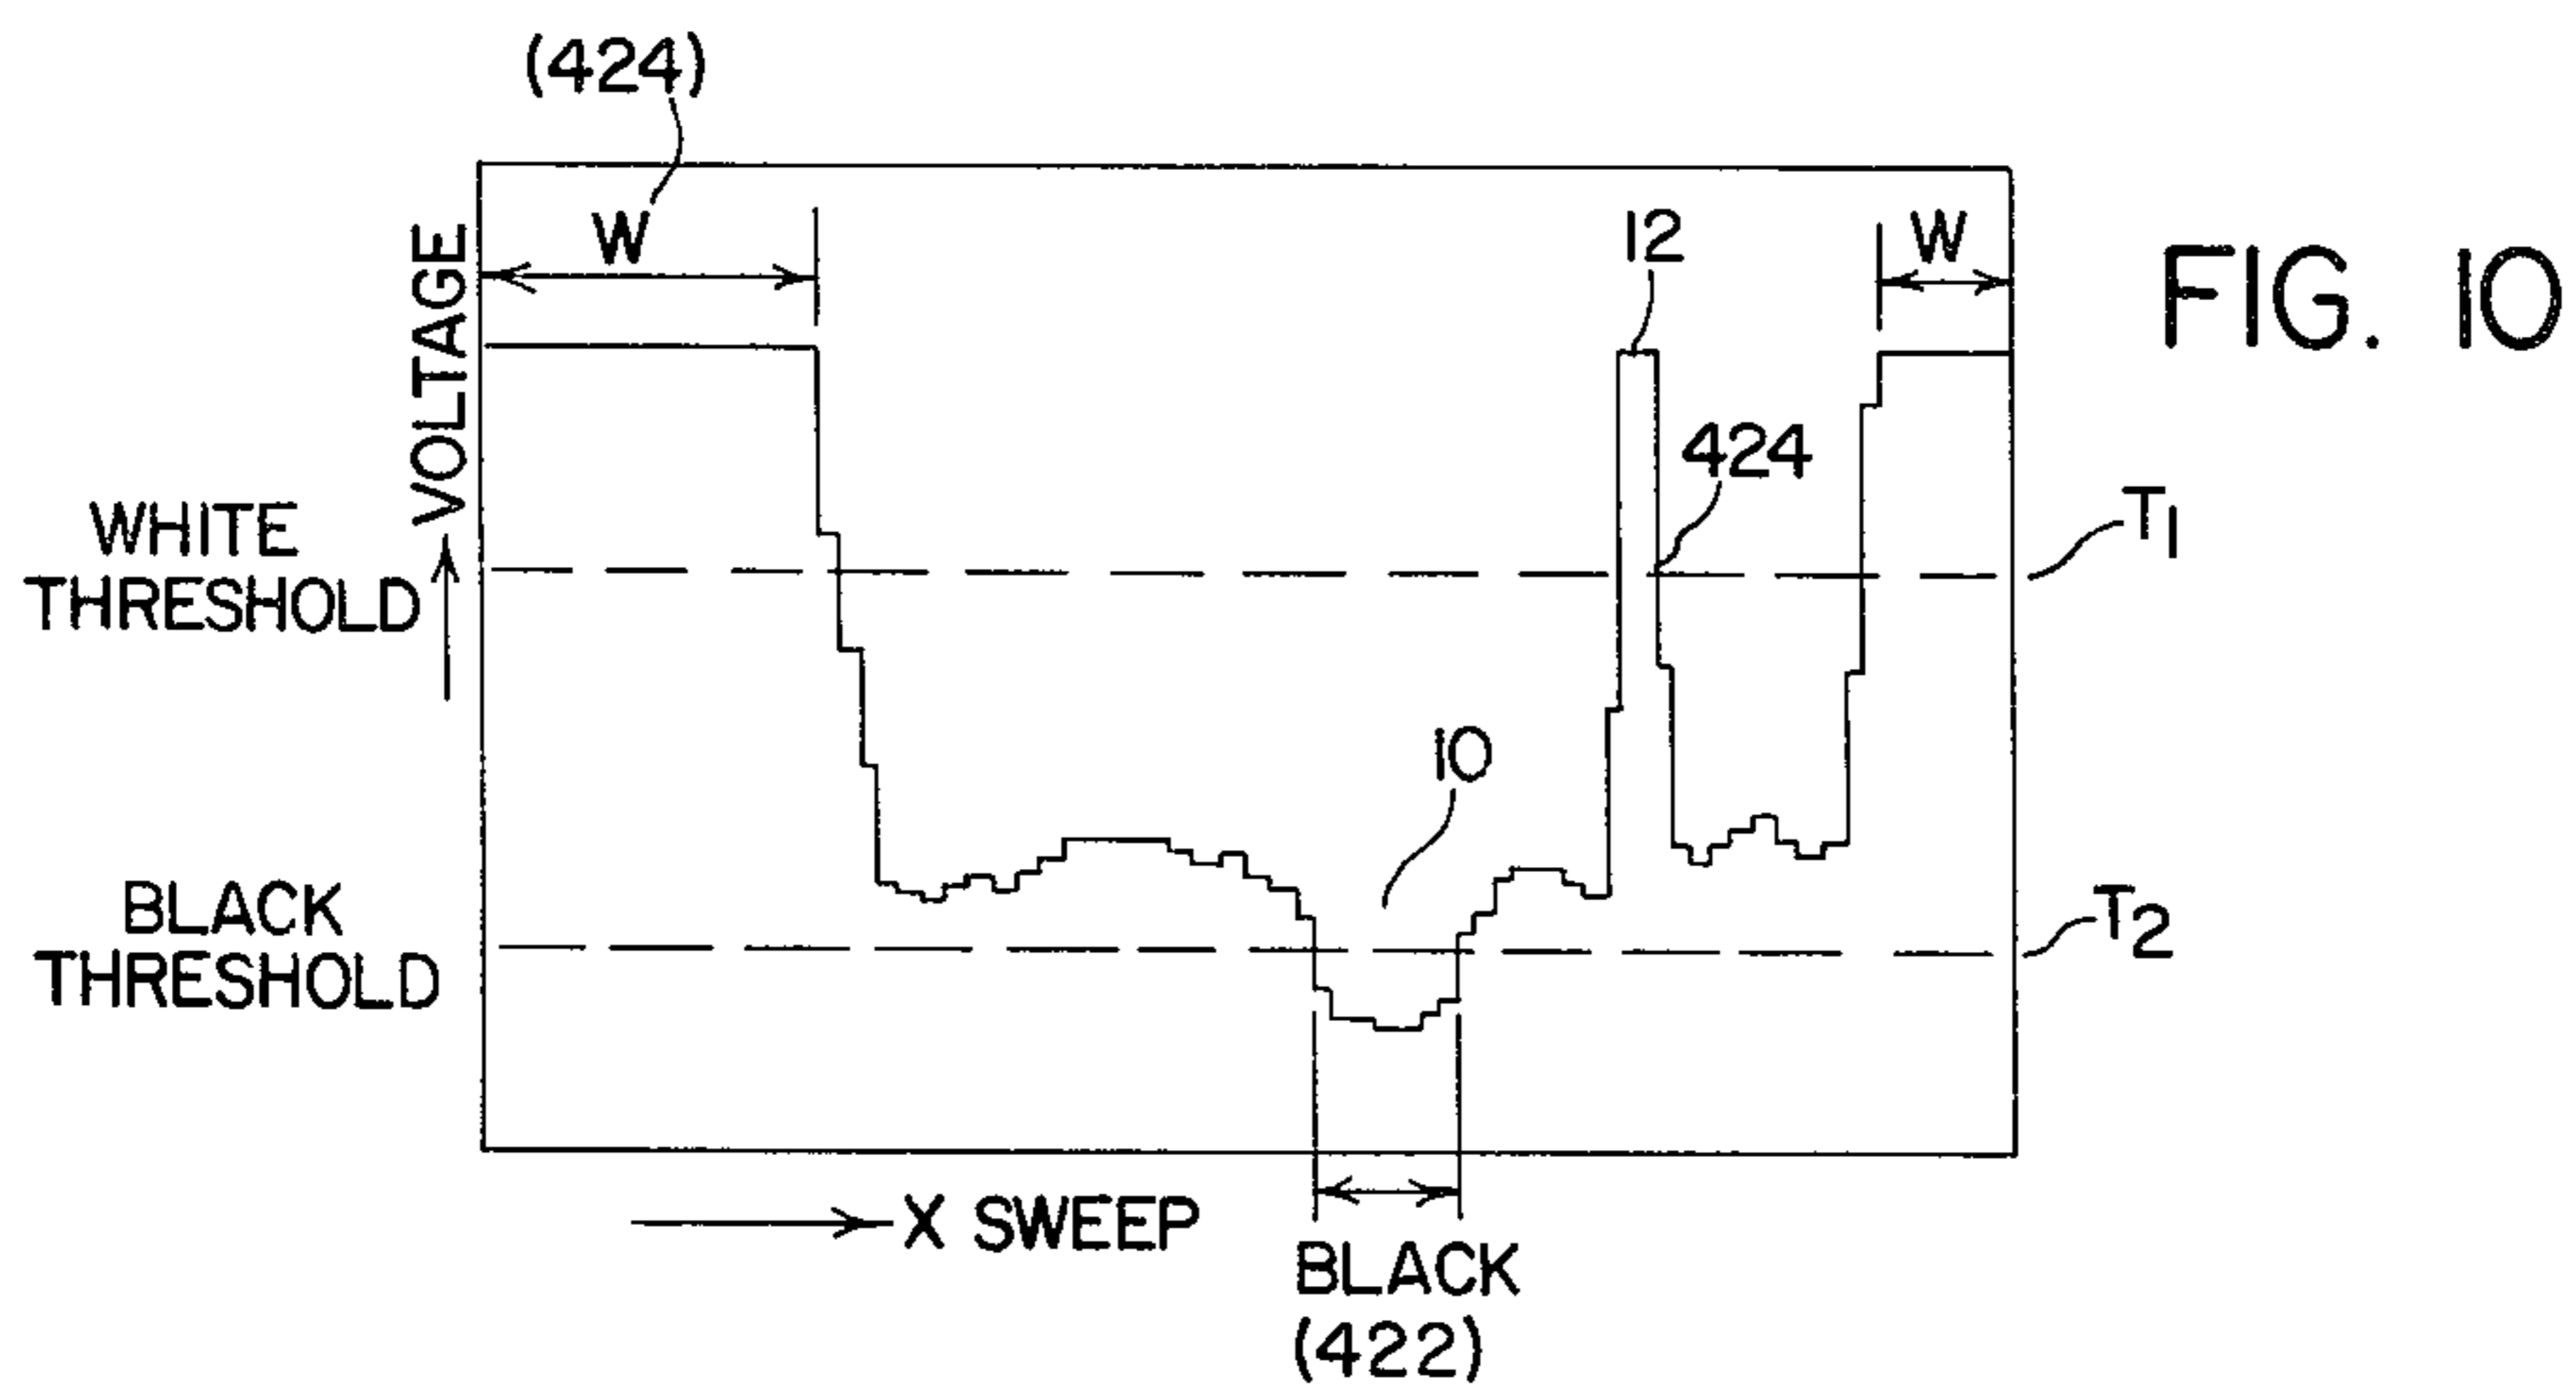 (424)
W
12
W
FIG. 10
VOLTAGE
424
WHITE
THRESHOLD
T1
10
BLACK
THRESHOLD
T2
X SWEEP
BLACK
(422)